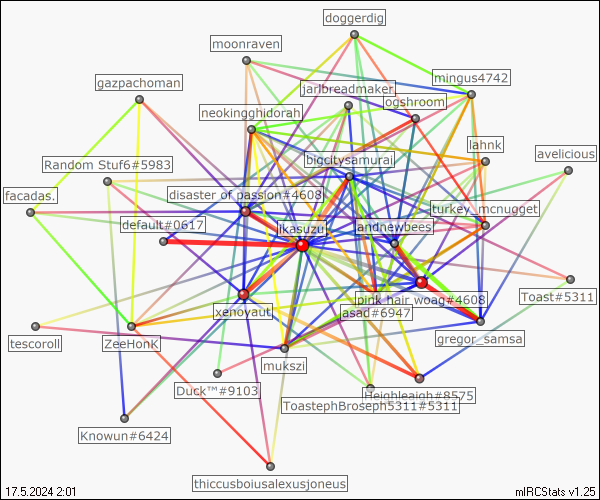 doggerdig
moonraven
mingus4742
gazpachoman
jarlbreadmaker
ogshroom
neokingghidorah
lahnk
avelicious
bigcitysamurai
Random Stuf6#5983
facadas.
disaster of passion#4608
turkey_mcnugget
default#0617
ikasuzu
andnewbees
Toast#5311
pink hair woag#4608
xenoyaut
jasad#6947
tescoroll
ZeeHonK
gregor_samsa
mukszi
Duck™#9103
Heighleaigh#8575
ToastephBroseph5311#5311
Knowun#6424
thiccusboiusalexusjoneus
17.5.2024 2:01
mIRCStats v1.25